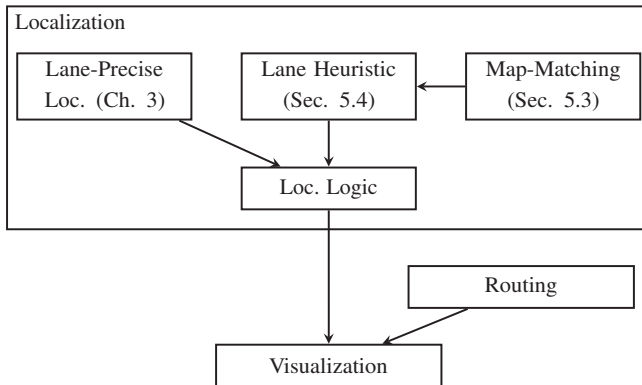 Localization
Lane-Precise
Loc. (Ch. 3)
Lane Heuristic
(Sec. 5.4)
Map-Matching
(Sec. 5.3)
Loc. Logic
Routing
Visualization